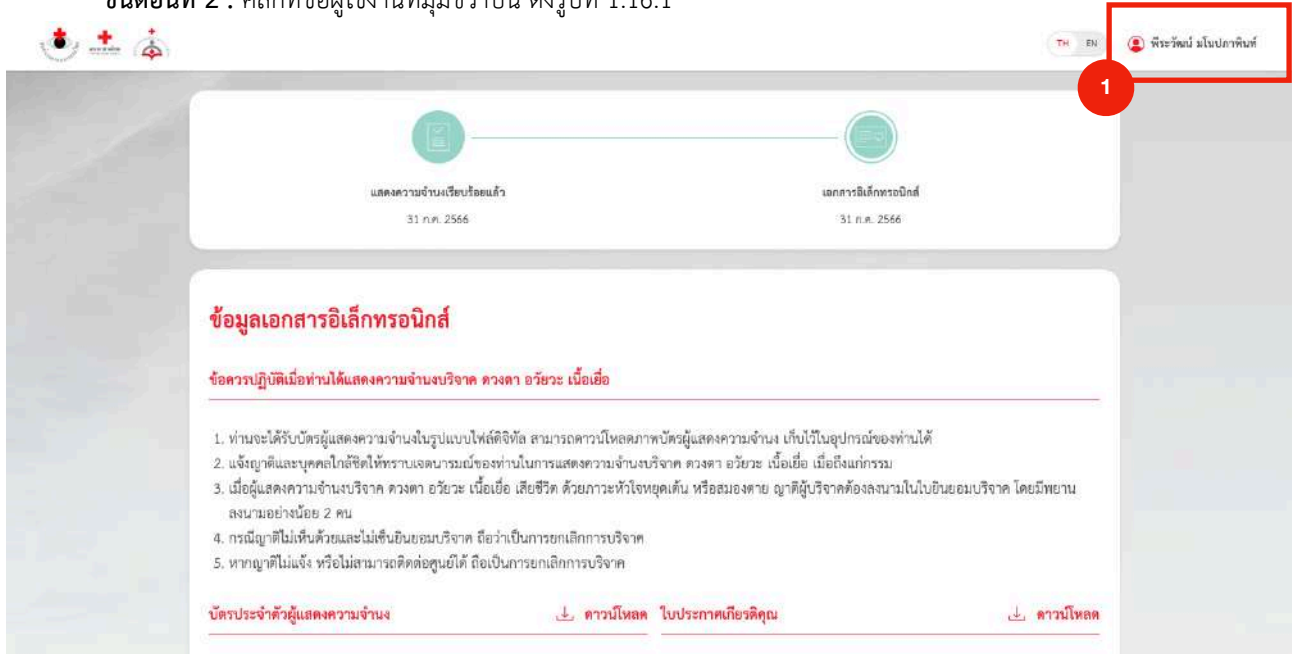 ขั้นตอนที่ 2 : คลิกที่ชื่อผู้ใช้งานที่มุมขวาบน ดังรูปที่ 1.16.1
TH EN พีระวัฒน์ มโนปภาพินท์
1
แสดงความจำนงเรียบร้อยแล้ว เอกสารอิเล็กทรอนิกส์
31 ก.ค. 2566 31 ก.ค. 2566
ข้อมูลเอกสารอิเล็กทรอนิกส์
ข้อควรปฏิบัติเมื่อท่านได้แสดงความจำนงบริจาค ดวงตา อวัยวะ เนื้อเยื่อ
1. ท่านจะได้รับบัตรผู้แสดงความจำนงในรูปแบบไฟล์ดิจิทัล สามารถดาวน์โหลดภาพบัตรผู้แสดงความจำนง เก็บไว้ในอุปกรณ์ของท่านได้
2. แจ้งญาติและบุคคลใกล้ชิดให้ทราบเจตนารมณ์ของท่านในการแสดงความจำนงบริจาค ดวงตา อวัยวะ เนื้อเยื่อ เมื่อถึงแก่กรรม
3. เมื่อผู้แสดงความจำนงบริจาค ดวงตา อวัยวะ เนื้อเยื่อ เสียชีวิต ด้วยภาวะหัวใจหยุดเต้น หรือสมองตาย ญาติผู้บริจาคต้องลงนามในใบยินยอมบริจาค โดยมีพยาน
ลงนามอย่างน้อย 2 คน
4. กรณีญาติไม่เห็นด้วยและไม่เซ็นยินยอมบริจาค ถือว่าเป็นการยกเลิกการบริจาค
5. หากญาติไม่แจ้ง หรือไม่สามารถติดต่อศูนย์ได้ ถือเป็นการยกเลิกการบริจาค
บัตรประจำตัวผู้แสดงความจำนง ดาวน์โหลด ใบประกาศเกียรติคุณ ดาวน์โหลด